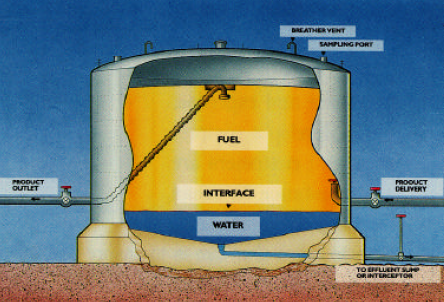 BREATHER VENT
SAMPLING PORT
FUEL
PRODUCT
OUTLET
PRODUCT
DELIVERY
INTERFACE
WATER
TO EFFLUENT SUMP
OR INTERCEPTOR